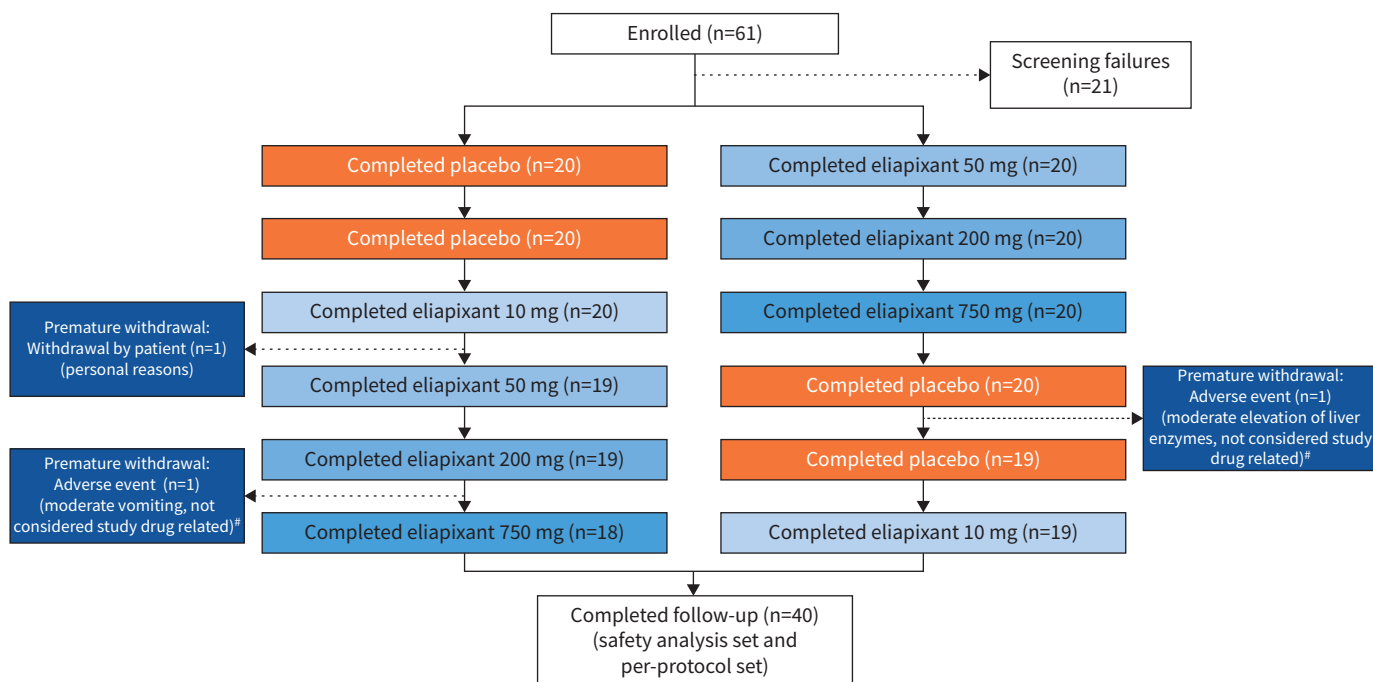 Enrolled (n=61)
Screening failures
(n=21)
Completed placebo (n=20)
Completed placebo (n=20)
Completed eliapixant 10 mg (n=20)
Premature withdrawal:
Withdrawal by patient (n=1)
(personal reasons)
Completed eliapixant 50 mg (n=19)
Completed eliapixant 200 mg (n=19)
Premature withdrawal:
Adverse event (n=1)
(moderate vomiting, not
considered study drug related)#
Completed eliapixant 750 mg (n=18)
Completed eliapixant 50 mg (n=20)
Completed eliapixant 200 mg (n=20)
Completed eliapixant 750 mg (n=20)
Completed placebo (n=20)
Premature withdrawal:
Adverse event (n=1)
(moderate elevation of liver
enzymes, not considered study
drug related)#
Completed placebo (n=19)
Completed eliapixant 10 mg (n=19)
Completed follow-up (n=40)
(safety analysis set and
per-protocol set)